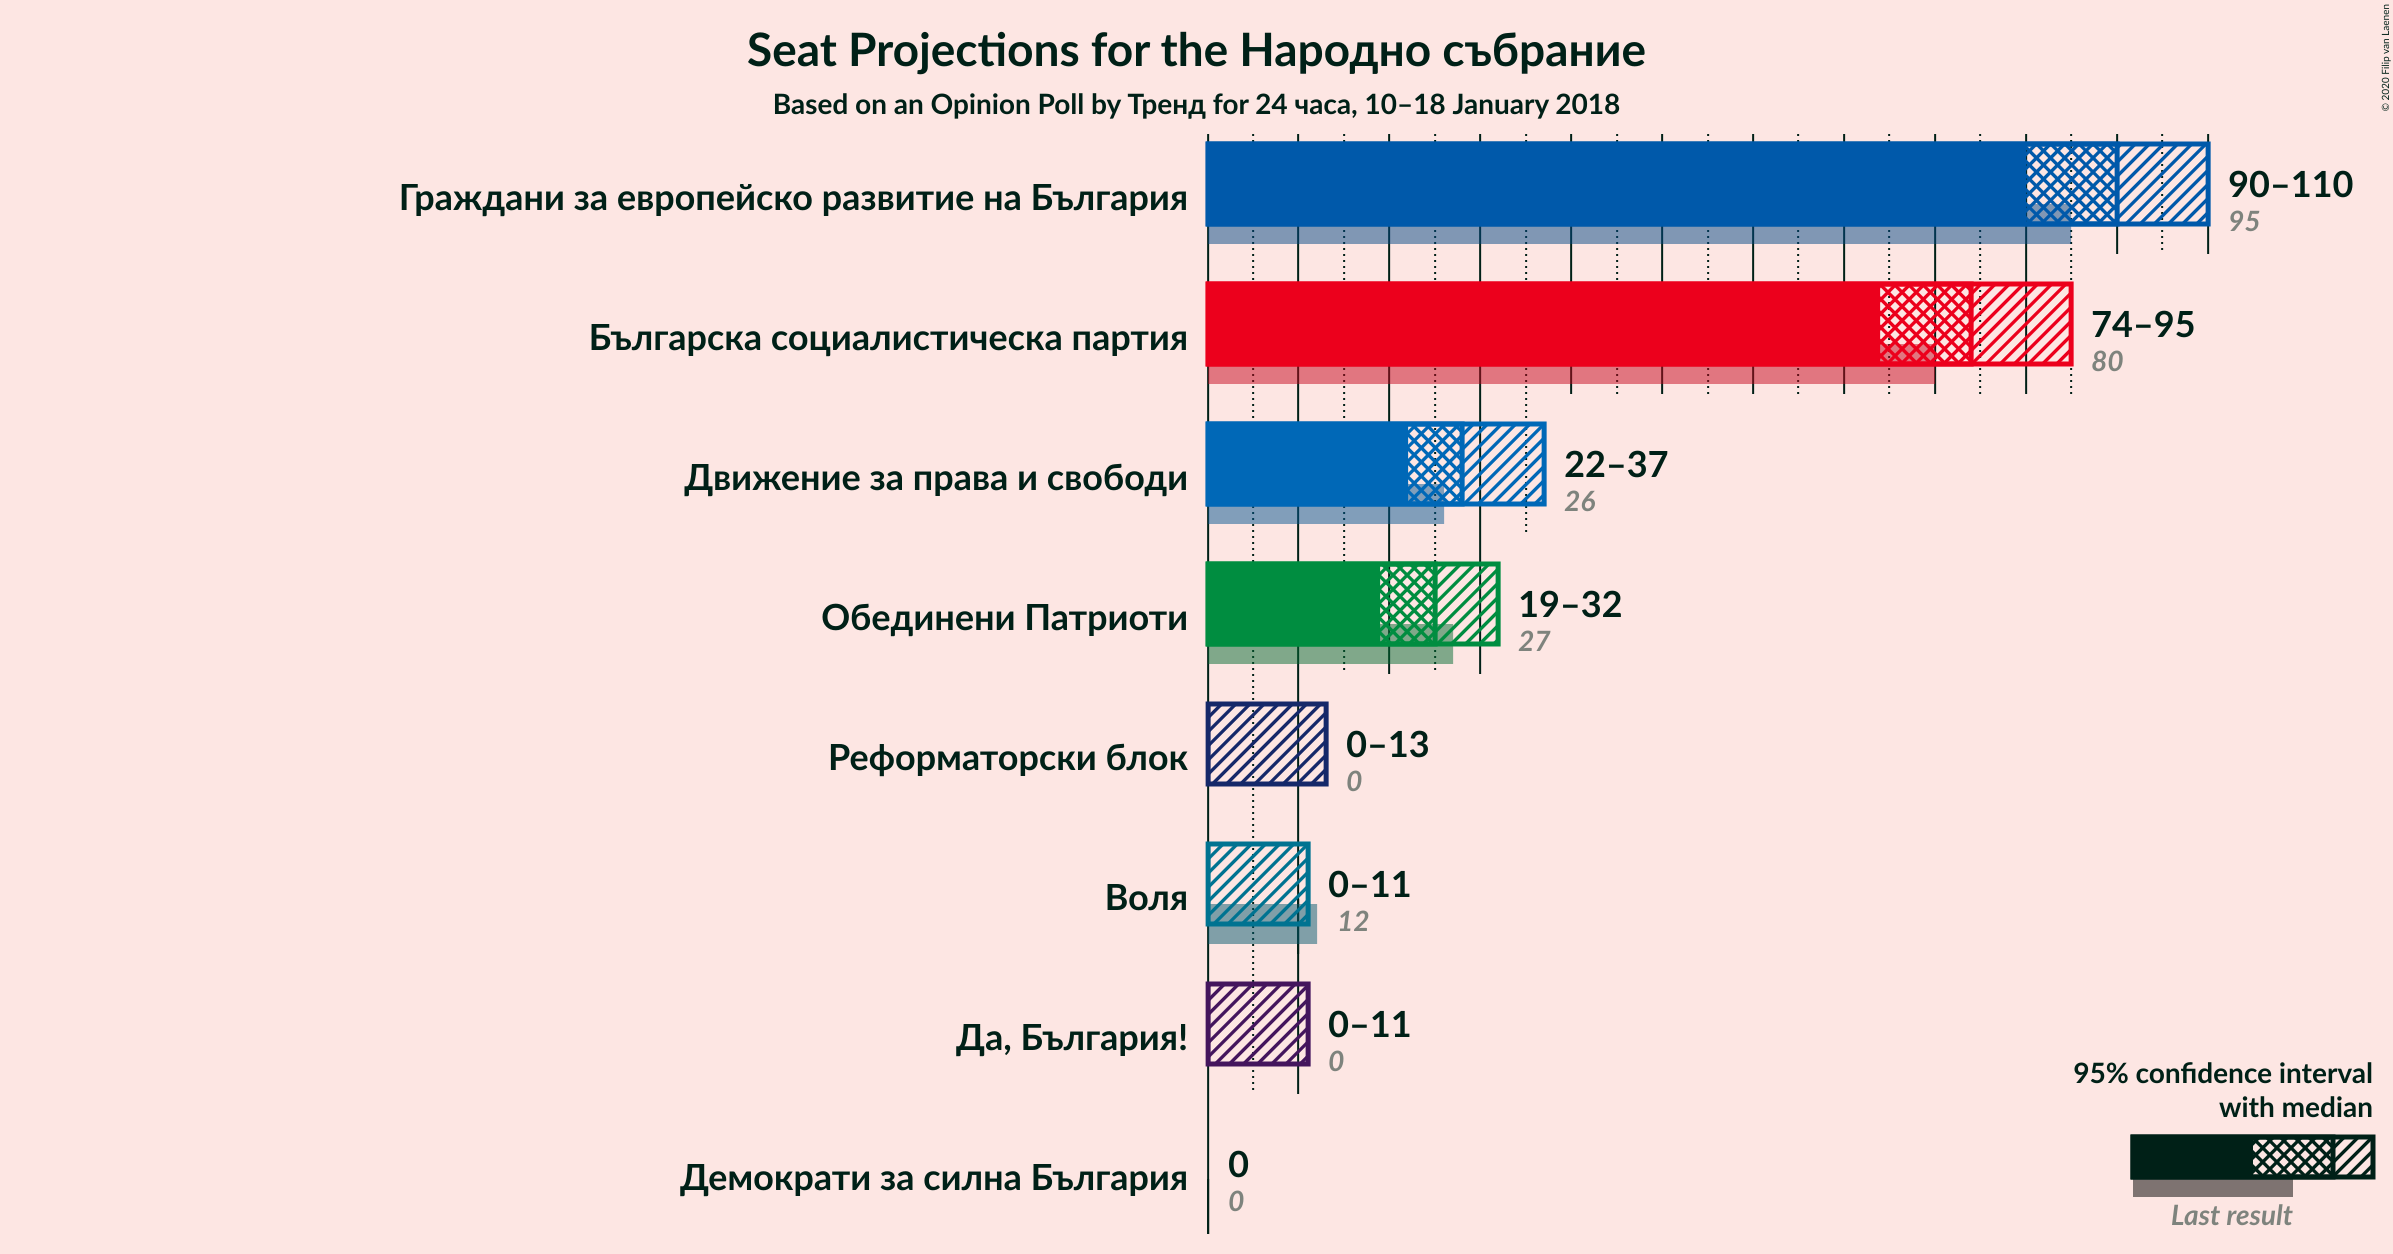 Seat Projections for the Народно събрание
Based on an Opinion Poll by Тренд for 24 часа, 10–18 January 2018
© 2020 Filip van Laenen
Граждани за европейско развитие на България
90–110
95
Българска социалистическа партия
74–95
80
Движение за права и свободи
22–37
26
Обединени Патриоти
19–32
27
Реформаторски блок
0–13
0
Воля
0–11
12
Да, България!
0–11
0
Демократи за силна България
0
0
95% confidence interval
with median
Last result